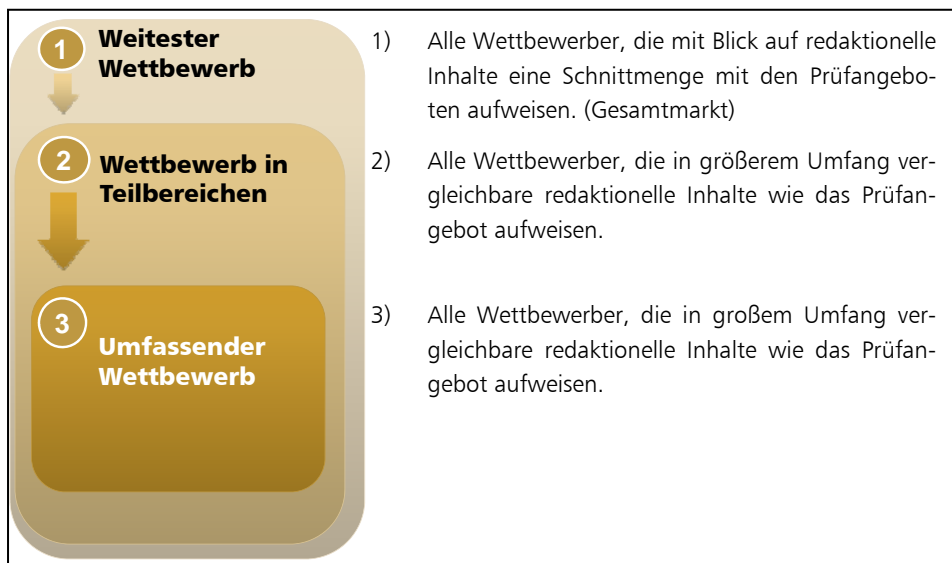 1
Weitester
Wettbewerb
1) Alle Wettbewerber, die mit Blick auf redaktionelle
Inhalte eine Schnittmenge mit den Prüfangebo-
ten aufweisen. (Gesamtmarkt)
2
Wettbewerb in
Teilbereichen
2) Alle Wettbewerber, die in größerem Umfang ver-
gleichbare redaktionelle Inhalte wie das Prüfan-
gebot aufweisen.
3
Umfassender
Wettbewerb
3) Alle Wettbewerber, die in großem Umfang ver-
gleichbare redaktionelle Inhalte wie das Prüfan-
gebot aufweisen.